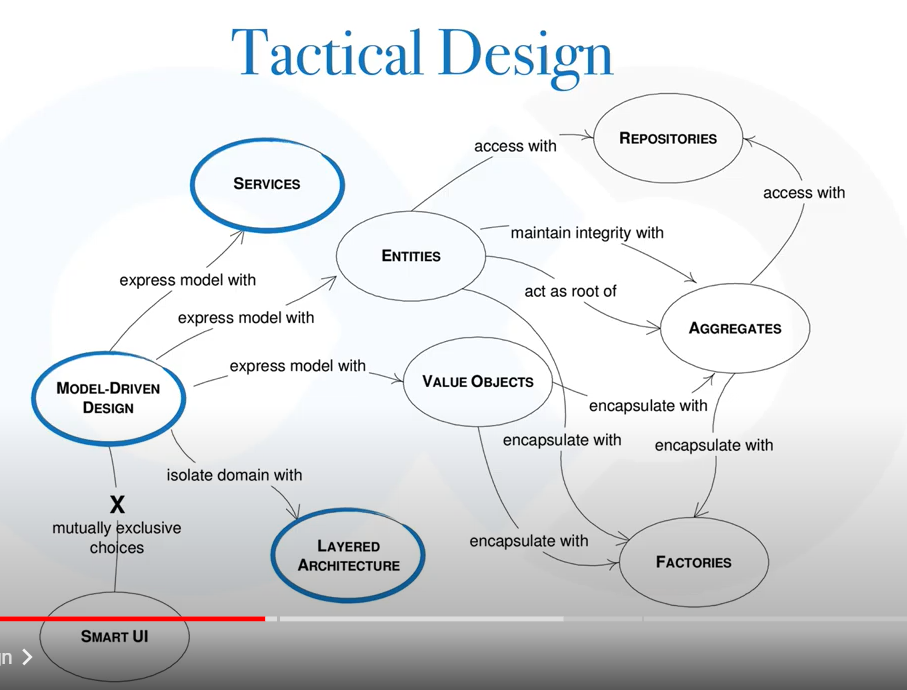 Tactical Design
REPOSITORIES
access with
SERVICES
access with
maintain integrity with
ENTITIES
express model with
act as root of
express model with
AGGREGATES
express model with
VALUE OBJECTS
MODEL-DRIVEN
DESIGN
encapsulate with
encapsulate with
encapsulate with
isolate domain with
X
mutually exclusive
choices
encapsulate with
LAYERED
ARCHITECTURE
FACTORIES
SMART UI